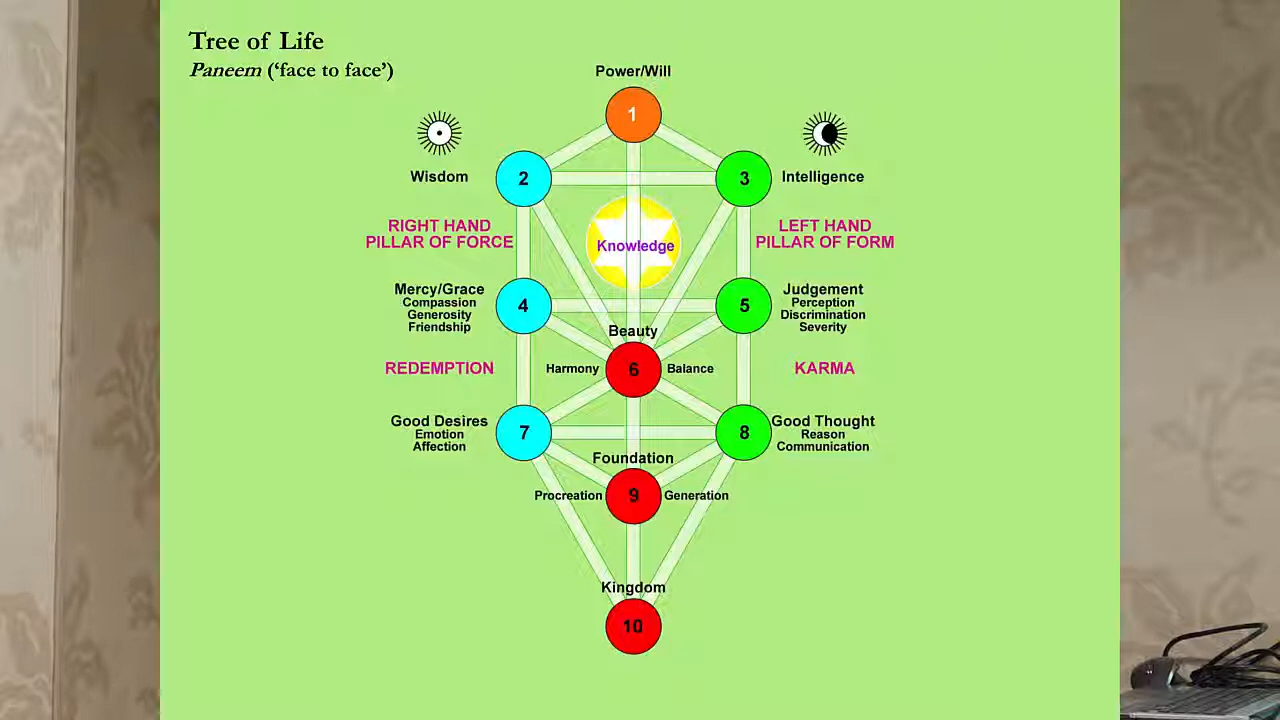 Tree of Life
Paneem (‘face to face’)
Power/Will
1
Wisdom
2
3
Intelligence
RIGHT HAND
PILLAR OF FORCE
Knowledge
LEFT HAND
PILLAR OF FORM
Mercy/Grace
Compassion
Generosity
Friendship
4
5
Judgement
Perception
Discrimination
Severity
Beauty
REDEMPTION
Harmony
6
Balance
KARMA
Good Desires
Emotion
Affection
7
8
Good Thought
Reason
Communication
Foundation
Procreation
9
Generation
Kingdom
10